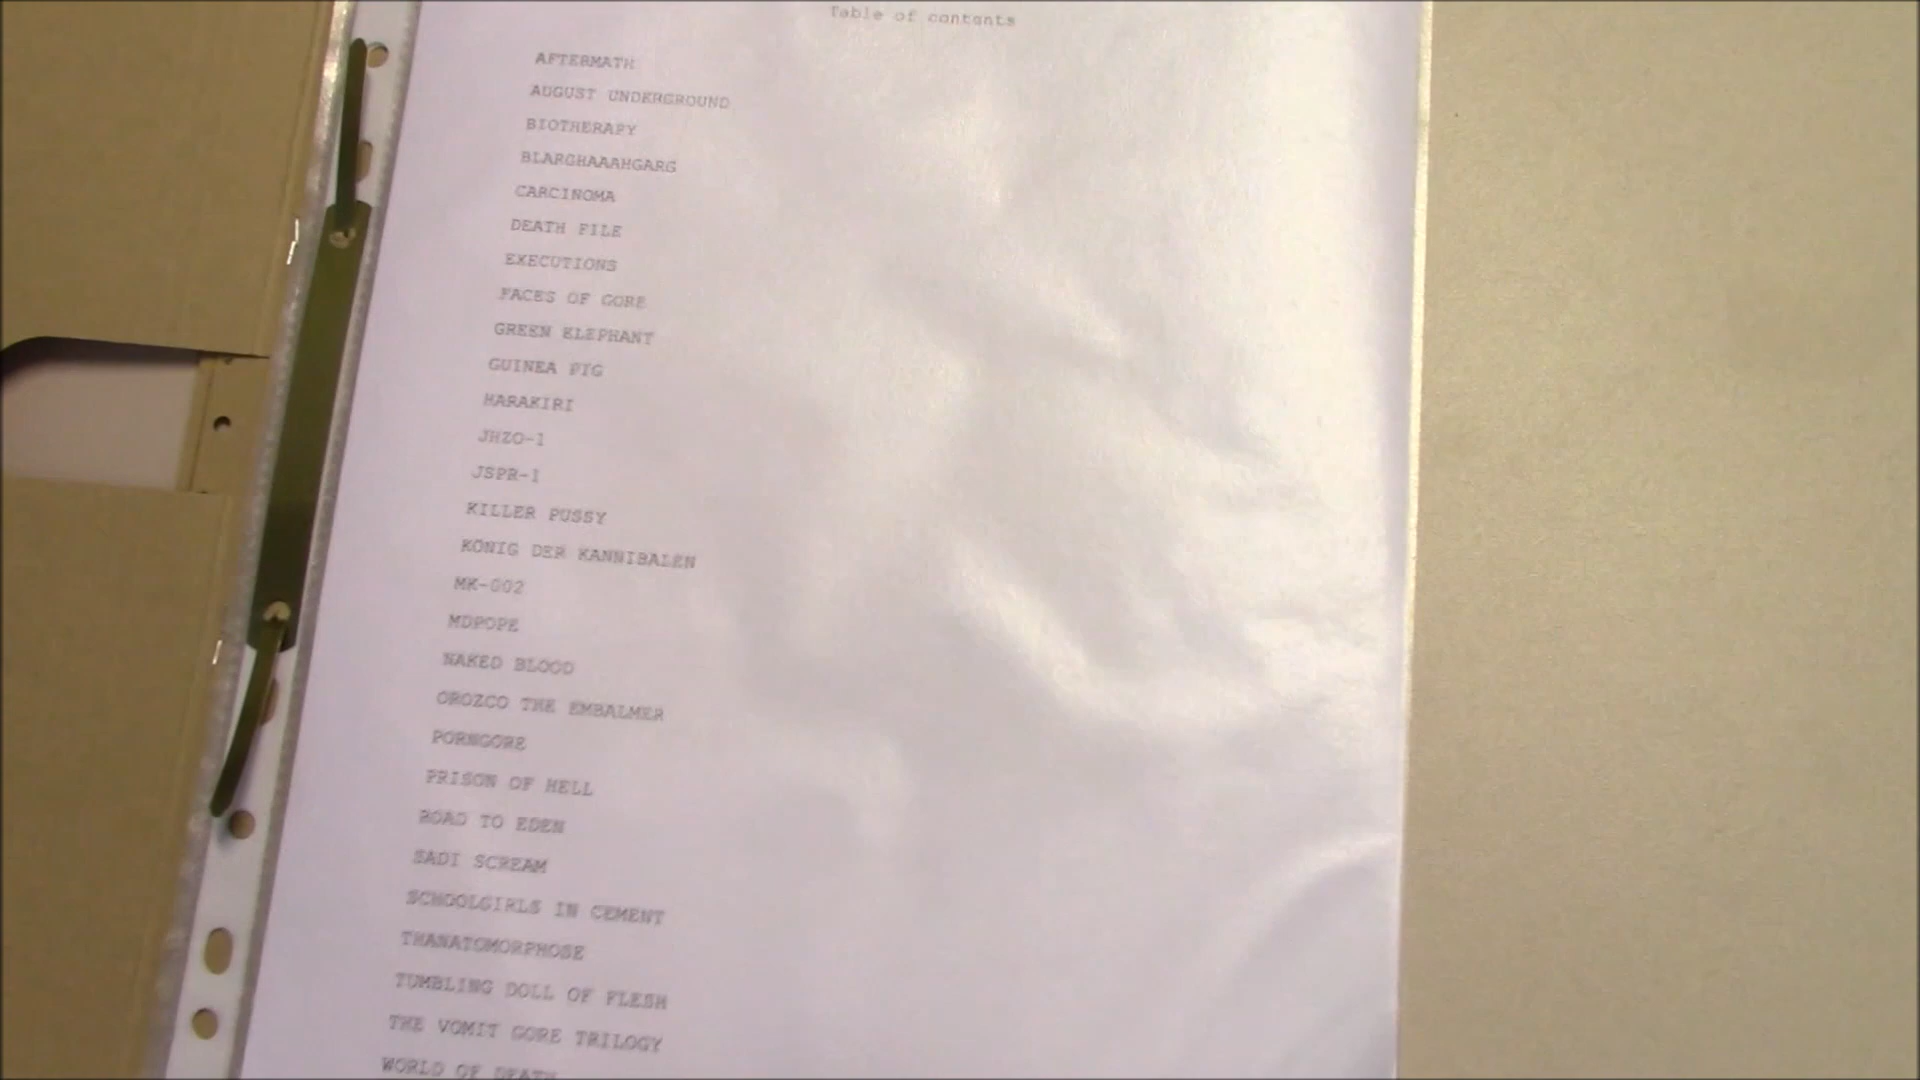 Table of contents
AFTERMATH
AUGUST UNDERGROUND
BIOTHERAPY
BLARGHAAAHGARG
CARCINOMA
DEATH FILE
EXECUTIONS
FACES OF GORE
GREEN ELEPHANT
GUINEA PIG
HARAKIRI
JHZO-1
JSPR-1
KILLER PUSSY
KÖNIG DER KANNIBALEN
MK-002
MDPOPE
NAKED BLOOD
OROZCO THE EMBALMER
PORNGORE
PRISON OF HELL
ROAD TO EDEN
SADI SCREAM
SCHOOLGIRLS IN CEMENT
THANATOMORPHOSE
TUMBLING DOLL OF FLESH
THE VOMIT GORE TRILOGY
WORLD OF DEATH